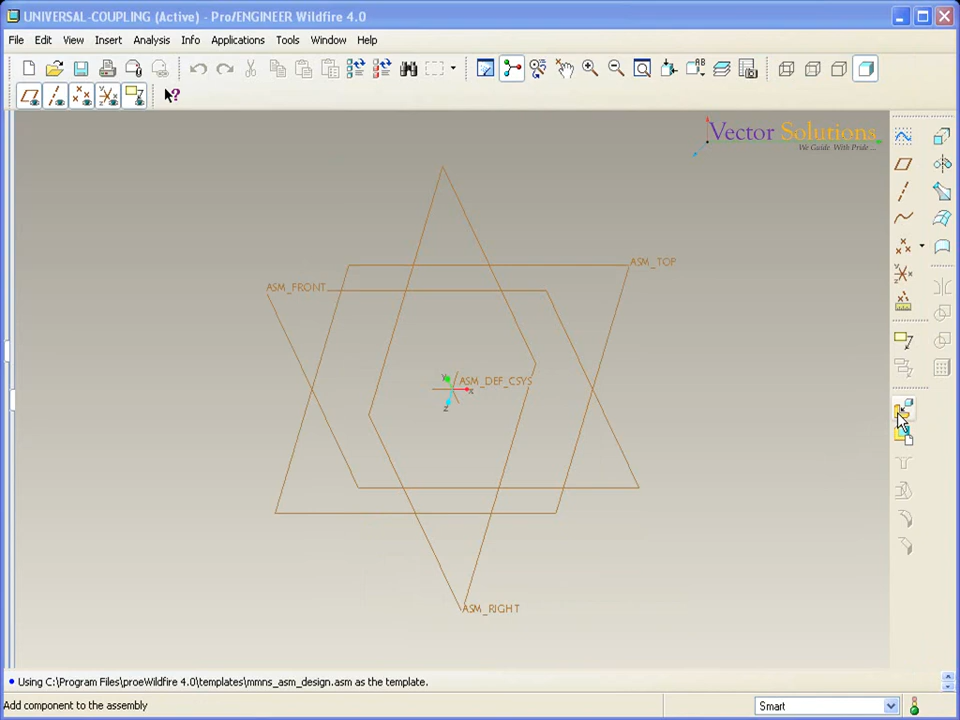 UNIVERSAL-COUPLING (Active) - Pro/ENGINEER Wildfire 4.0
File Edit View Insert Analysis Info Applications Tools Window Help
Vector Solutions
We Guide With Pride...
ASM_TOP
ASM_FRONT
ASM_DEF_CSYS
Y
X
Z
ASM_RIGHT
Using C:\Program Files\proeWildfire 4.0\templates\mmns_asm_design.asm as the template.
Add component to the assembly
Smart